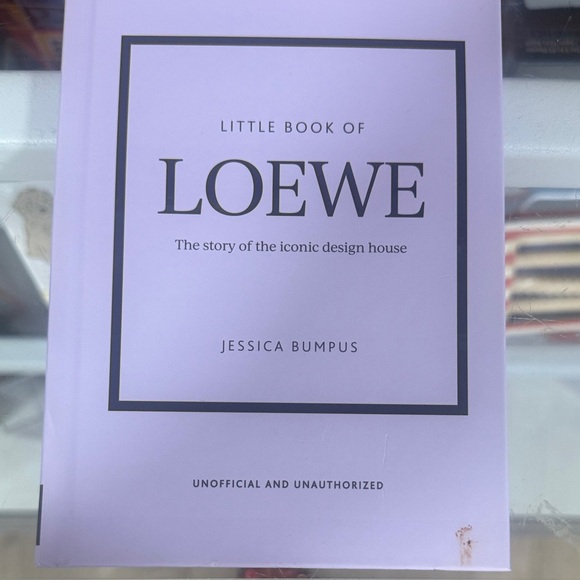 LITTLE BOOK OF
LOEWE
The story of the iconic design house
JESSICA BUMPUS
UNOFFICIAL AND UNAUTHORIZED